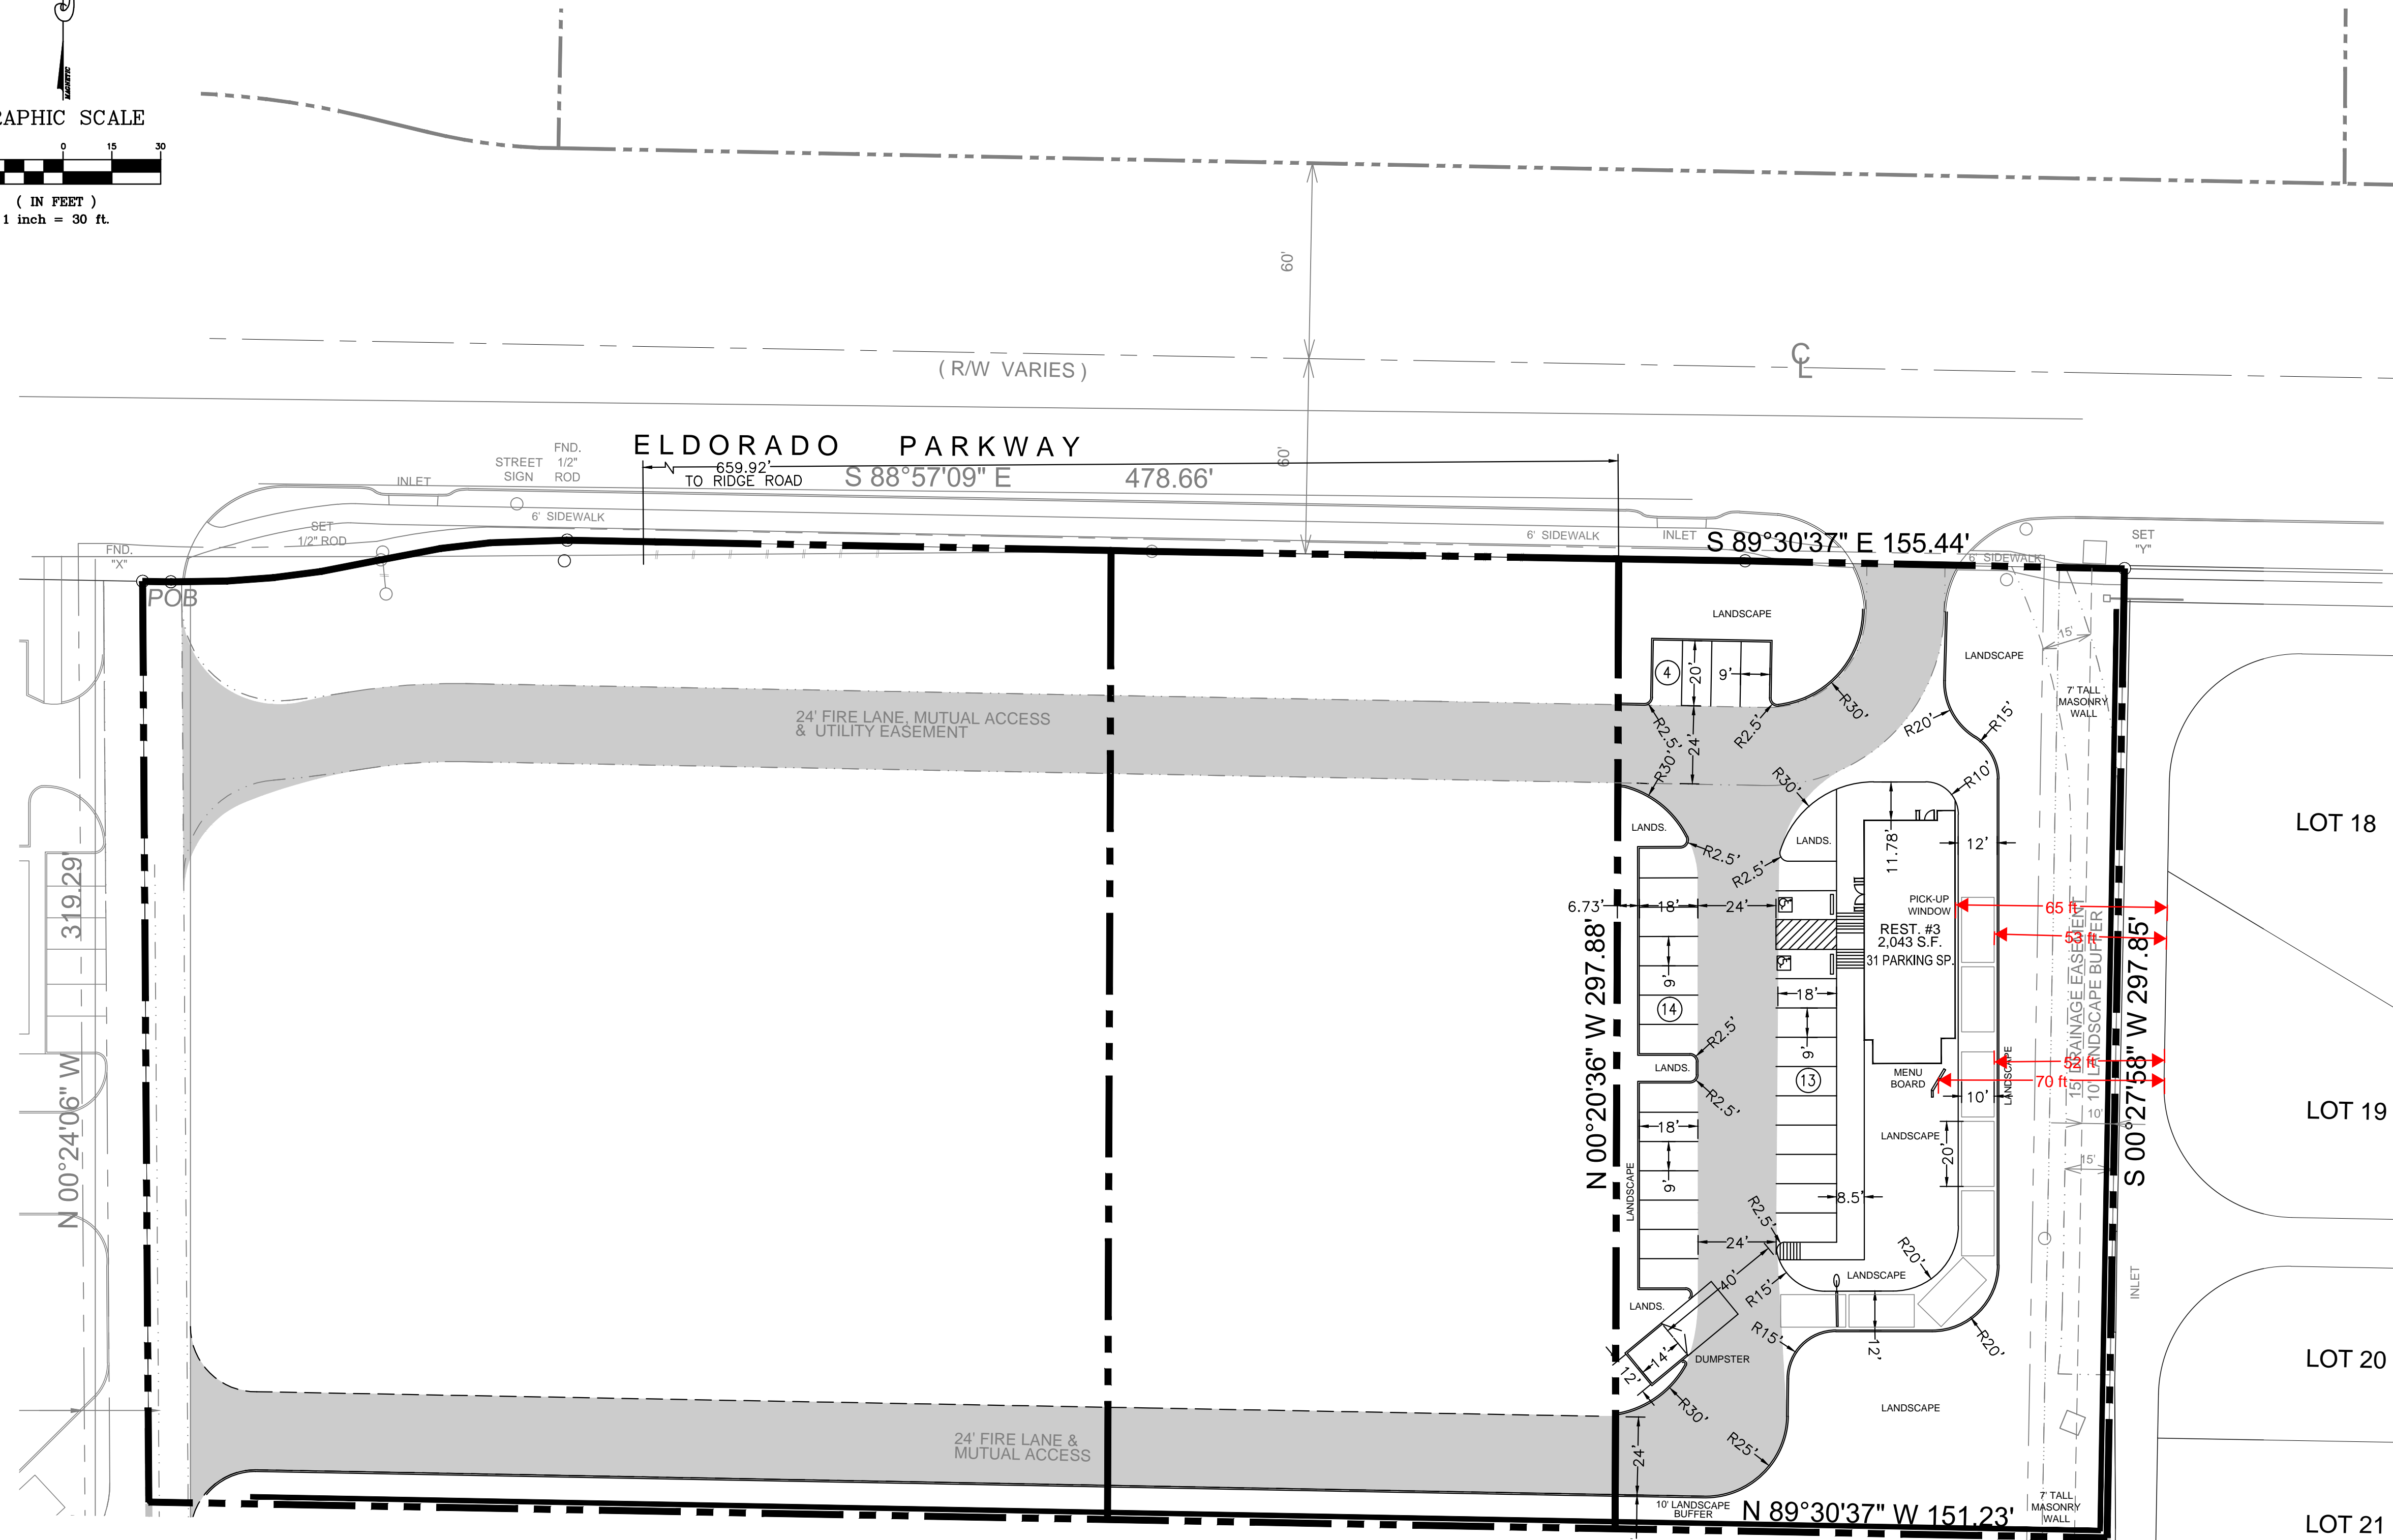 MAGNETIC
RAPHIC SCALE
0 15 30
( IN FEET )
1 inch = 30 ft.
60'
( R/W VARIES )
CL
ELDORADO PARKWAY
60'
659.92'
TO RIDGE ROAD
S 88°57'09" E 478.66'
FND.
1/2"
ROD
STREET
SIGN
INLET
6' SIDEWALK
SET
1/2" ROD
FND.
"X"
POB
6' SIDEWALK
INLET
S 89°30'37" E 155.44'
6' SIDEWALK
SET
"Y"
LANDSCAPE
4
20'
9'
R30'
LANDSCAPE
15'
7' TALL
MASONRY
WALL
R20'
R15'
24' FIRE LANE, MUTUAL ACCESS
& UTILITY EASEMENT
R2.5'
R30'
24'
R2.5'
R30'
R10'
LANDS.
R2.5'
LANDS.
R2.5'
11.78'
12'
LOT 18
319.29'
N 00°24'06" W
6.73'
18'
24'
PICK-UP
WINDOW
REST. #3
2,043 S.F.
31 PARKING SP.
65 ft
53 ft
9'
14
18'
9'
13
R2.5'
LANDS.
R2.5'
N 00°20'36" W 297.88'
MENU
BOARD
52 ft
70 ft
10'
LANDSCAPE
15' DRAINAGE EASEMENT
10' LANDSCAPE BUFFER
S 00°27'58" W 297.85'
10'
LOT 19
18'
9'
LANDSCAPE
LANDSCAPE
20'
15'
8.5'
R2.5'
24'
40'
R15'
R20'
LANDSCAPE
INLET
LANDS.
R15'
12'
R20'
14'
12'
DUMPSTER
LOT 20
R30'
LANDSCAPE
24' FIRE LANE &
MUTUAL ACCESS
24'
R25'
10' LANDSCAPE
BUFFER
N 89°30'37" W 151.23'
7' TALL
MASONRY
WALL
LOT 21